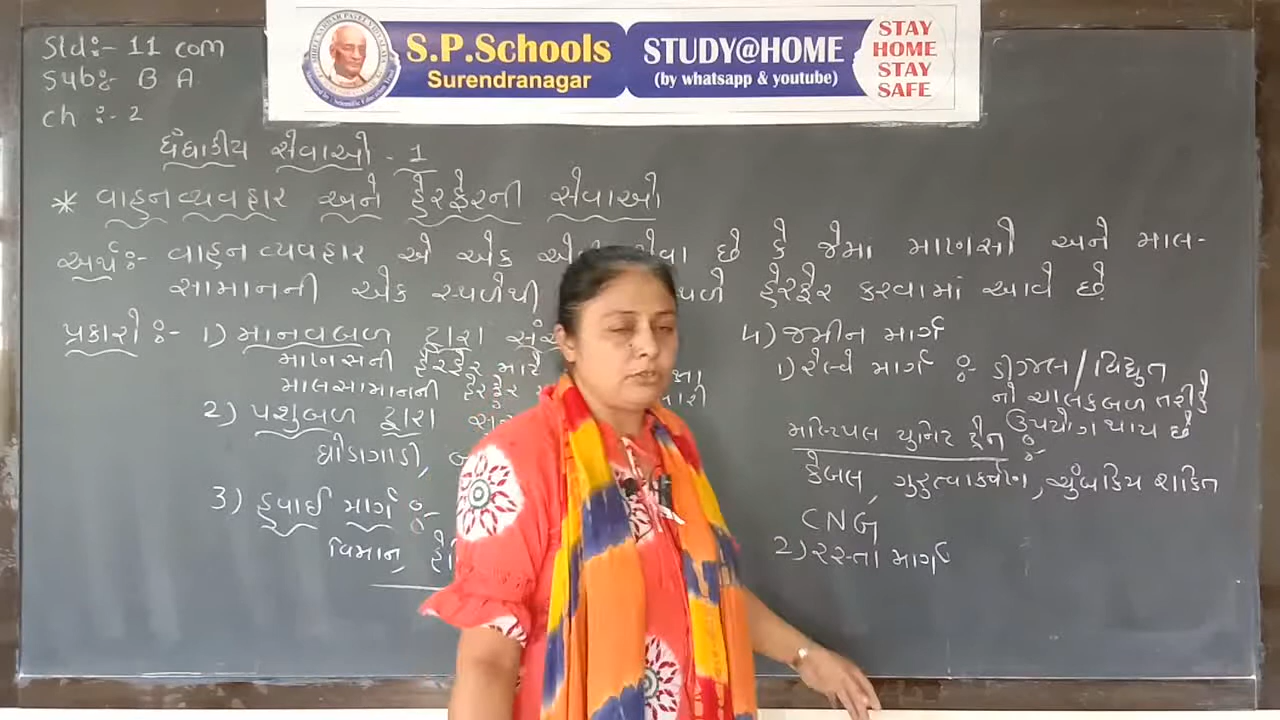 S.P.Schools
Surendranagar
STUDY@HOME
(by whatsapp & youtube)
STAY
HOME
STAY
SAFE
Std:- 11 com
Sub:- B A
Ch :- 2
ધંધાકીય સેવાઓ - 1
* વાહનવ્યવહાર અને હેરફેરની સેવાઓ
અર્થ:- વાહનવ્યવહાર એ એક છે કે જેમાં માણસો અને માલ-
સામાનની એક સ્થળેથી હેરફેર કરવામાં આવે છે
પ્રકારો:- 1) માનવબળ દ્વારા
માણસની હેરફેર માટે
માલસામાનની હેરફેર
2) પશુબળ દ્વારા
ઘોડાગાડી,
3) હવાઈ માર્ગ :-
વિમાન,
4) જમીન માર્ગ
1) રેલ્વે માર્ગ :- ડીઝલ/વિદ્યુત
નો ચાલકબળ તરીકે
ઉપયોગ થાય છે
મલ્ટિપલ યુનિટ ટ્રેન :-
કેબલ, ગુરુત્વાકર્ષણ, ચુંબકિય શક્તિ
CNG
2) રસ્તા માર્ગ